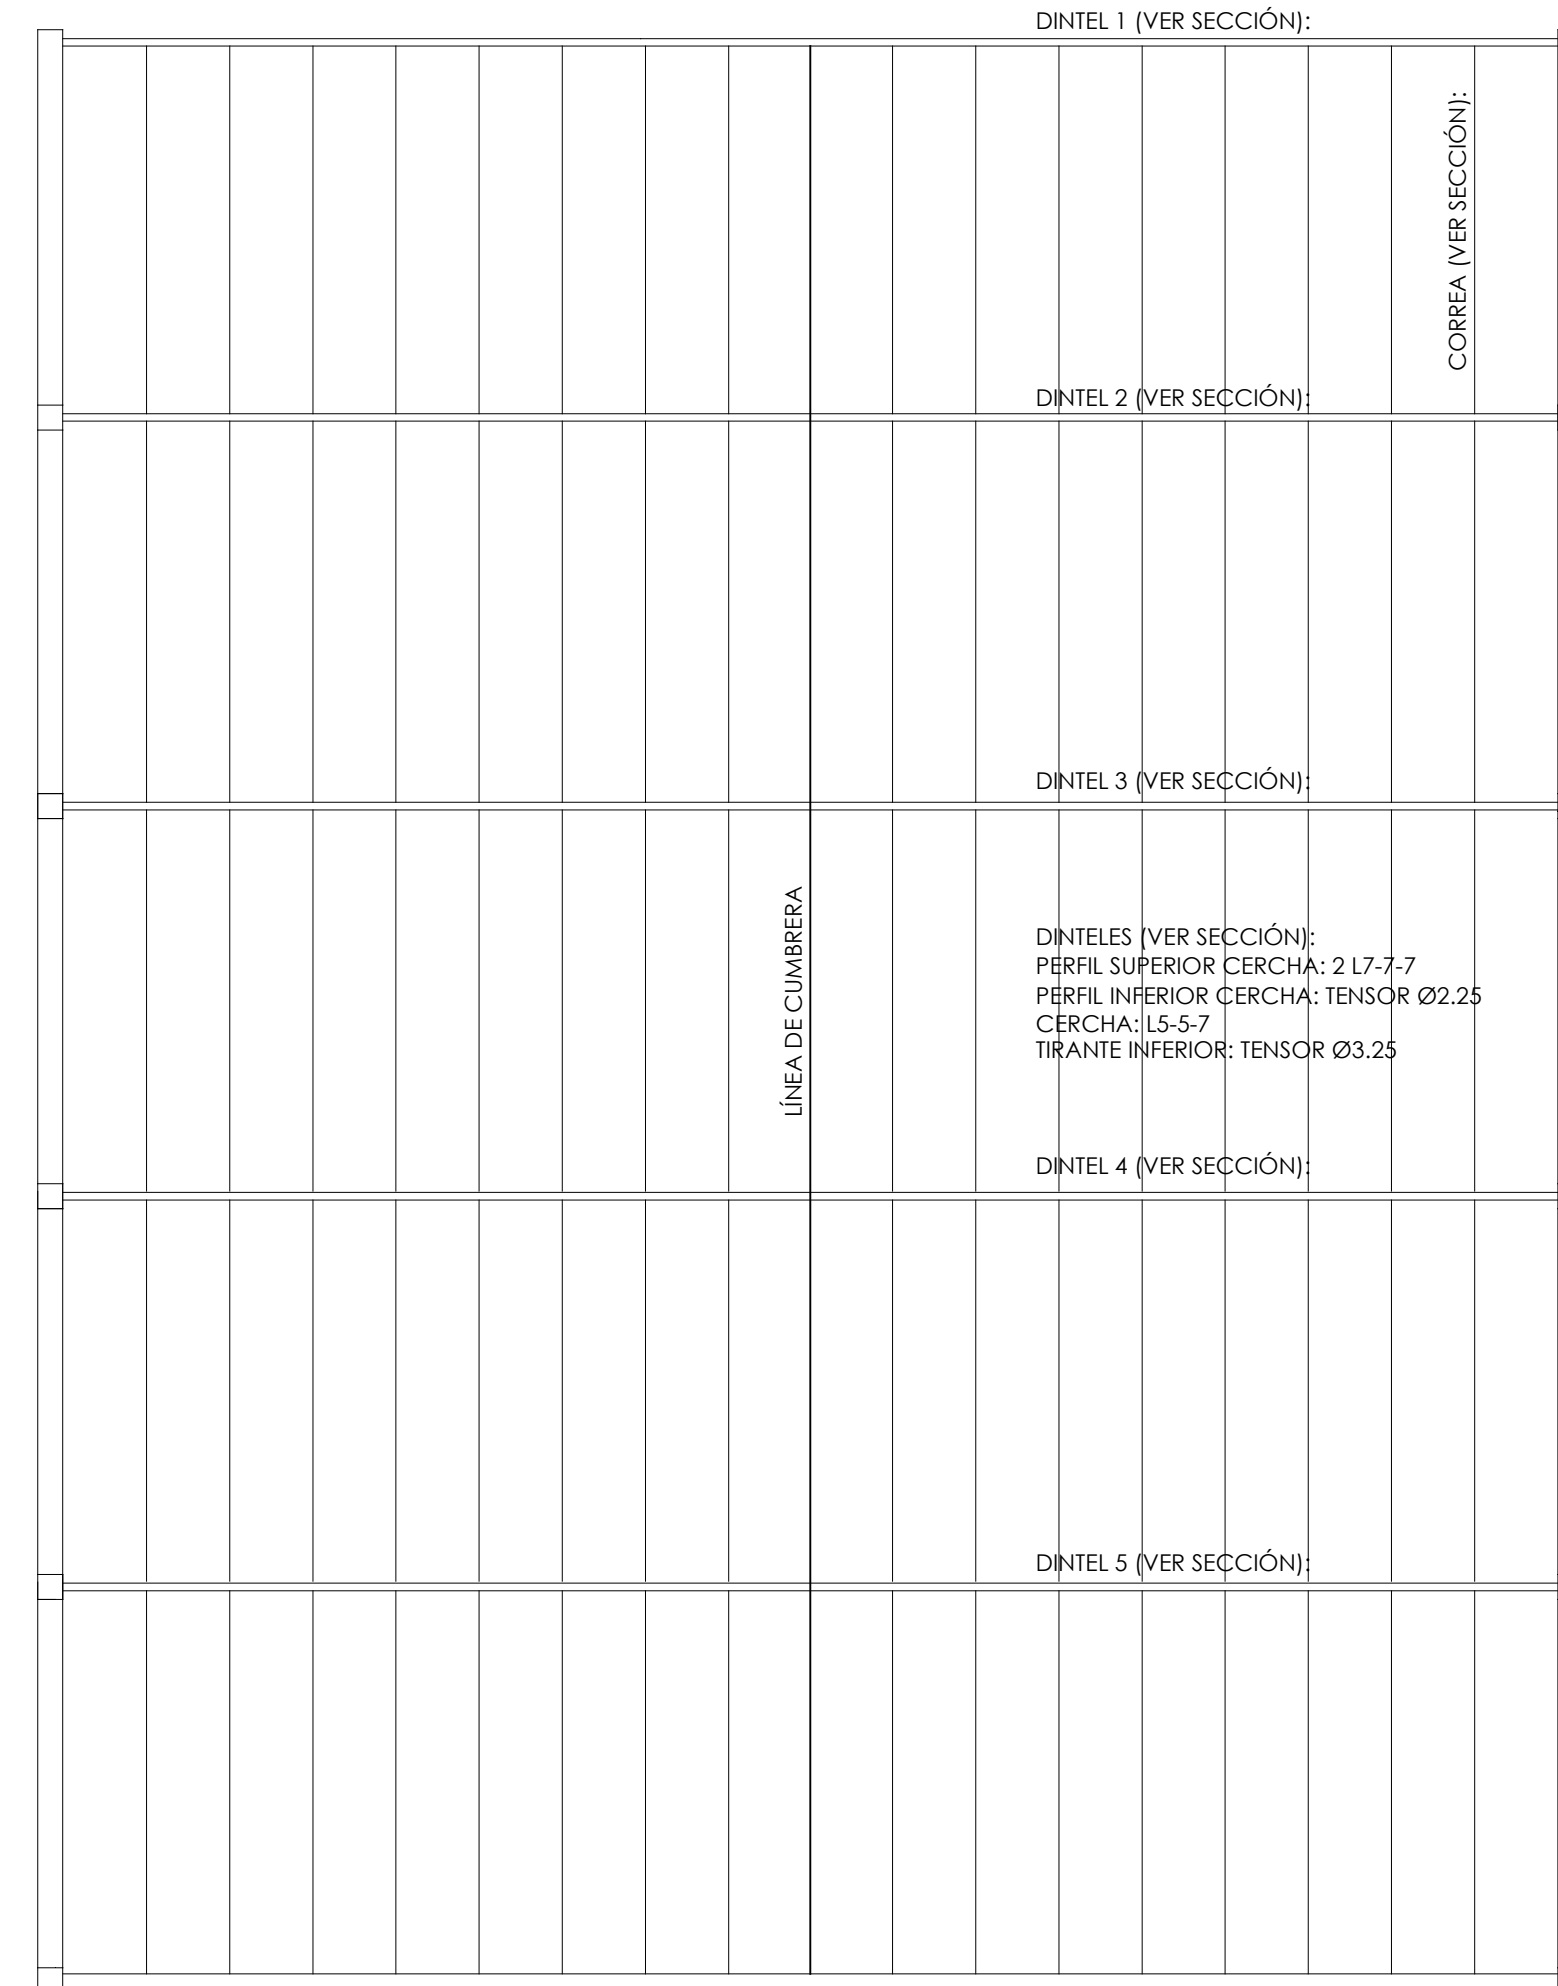 DINTEL 1 (VER SECCIÓN):
CORREA (VER SECCIÓN):
DINTEL 2 (VER SECCIÓN):
DINTEL 3 (VER SECCIÓN):
LÍNEA DE CUMBRERA
DINTELES (VER SECCIÓN):
PERFIL SUPERIOR CERCHA: 2 L7-7-7
PERFIL INFERIOR CERCHA: TENSOR Ø2.25
CERCHA: L5-5-7
TIRANTE INFERIOR: TENSOR Ø3.25
DINTEL 4 (VER SECCIÓN):
DINTEL 5 (VER SECCIÓN):